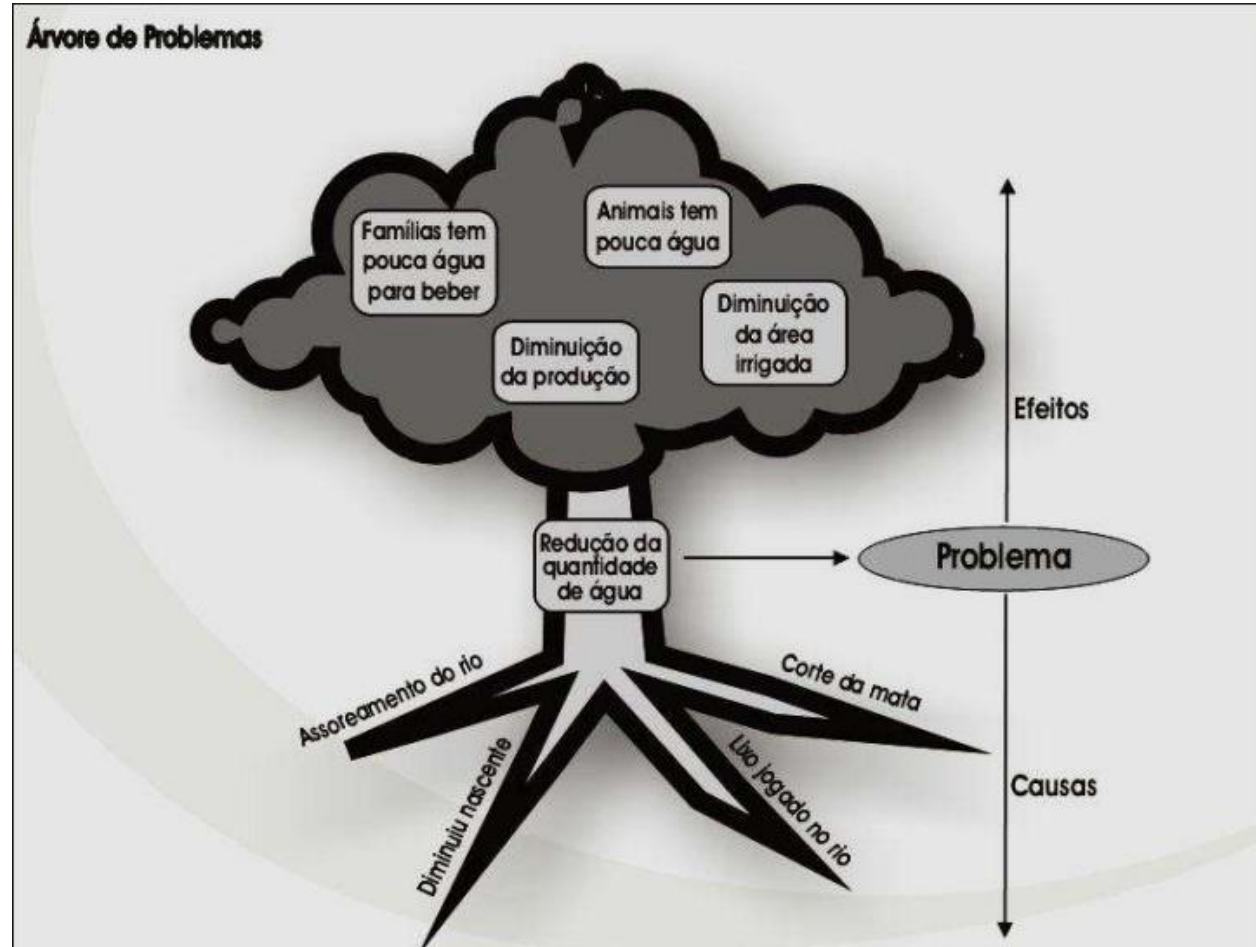 Árvore de Problemas
Famílias tem
pouca água
para beber
Animais tem
pouca água
Diminuição
da produção
Diminuição
da área
irrigada
Efeitos
Redução da
quantidade
de água
Problema
Assoreamento do rio
Diminuiu nascente
Lixo jogado no rio
Corte da mata
Causas